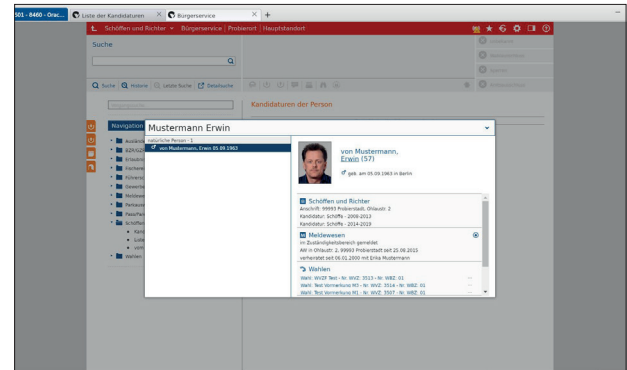 501 - 8460 - Orac...
Liste der Kandidaturen
Bürgerservice
Schöffen und Richter
Bürgerservice | Probiennt | Hauptstandort
Suche
Suche
Historie
Letzte Suche
Detailsuche
Kandidaturen der Person
Navigation
Mustermann Erwin
natürliche Person - 1
von Mustermann, Erwin 05.09.1963
von Mustermann,
Erwin (57)
geb. am 05.09.1963 in Berlin
Schöffen und Richter
Anschrift: 99993 Probierstadt, Ohlaustr. 2
Kandidatur: Schöffe - 2008-2013
Kandidatur: Schöffe - 2014-2019
Meldewesen
im Zuständigkeitsbereich gemeldet
AW in Ohlaustr. 2, 99993 Probierstadt seit 25.08.2015
verheiratet seit 06.01.2000 mit Erika Mustermann
Wahlen
Wahl: WVZF Test - Nr. WVZ: 3513 - Nr. WBZ: 01
Wahl: Test Vormerkung M3 - Nr. WVZ: 3514 - Nr. WBZ: 01
Wahl: Test Vormerkung M1 - Nr. WVZ: 3507 - Nr. WBZ: 01
Wahlen